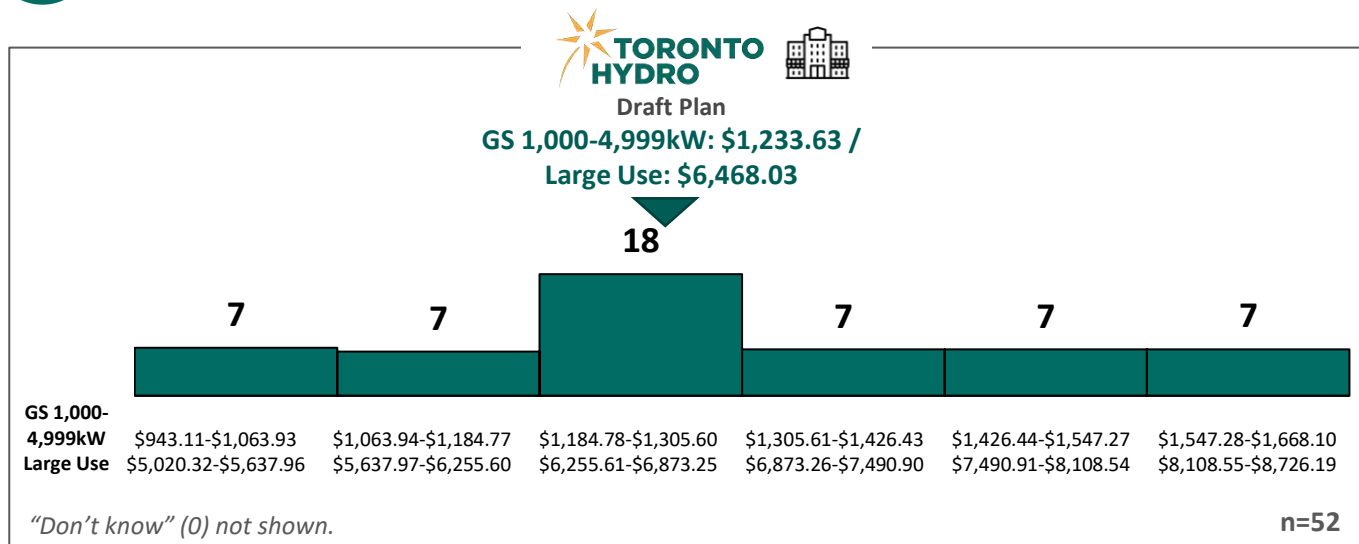 TORONTO
HYDRO
Draft Plan
GS 1,000-4,999kW: $1,233.63 /
Large Use: $6,468.03
18
7
7
7
7
7
GS 1,000-
4,999kW $943.11-$1,063.93 $1,063.94-$1,184.77 $1,184.78-$1,305.60 $1,305.61-$1,426.43 $1,426.44-$1,547.27 $1,547.28-$1,668.10
Large Use $5,020.32-$5,637.96 $5,637.97-$6,255.60 $6,255.61-$6,873.25 $6,873.26-$7,490.90 $7,490.91-$8,108.54 $8,108.55-$8,726.19
“Don’t know” (0) not shown.
n=52